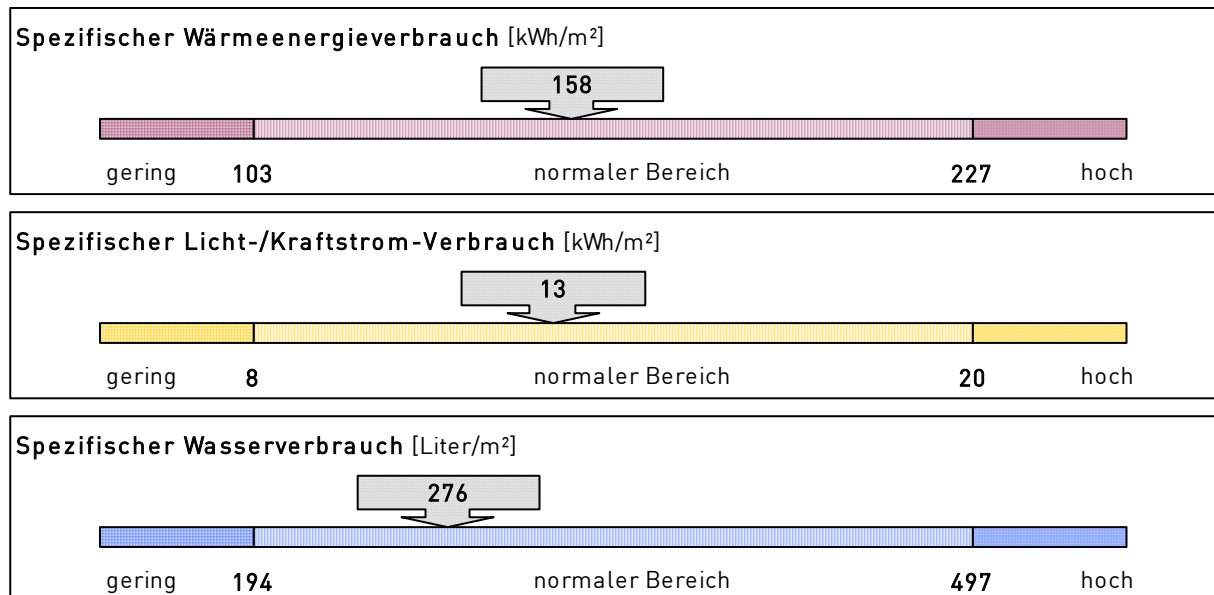 Spezifischer Wärmeenergieverbrauch [kWh/m²]
158
gering 103 normaler Bereich 227 hoch
Spezifischer Licht-/Kraftstrom-Verbrauch [kWh/m²]
13
gering 8 normaler Bereich 20 hoch
Spezifischer Wasserverbrauch [Liter/m²]
276
gering 194 normaler Bereich 497 hoch